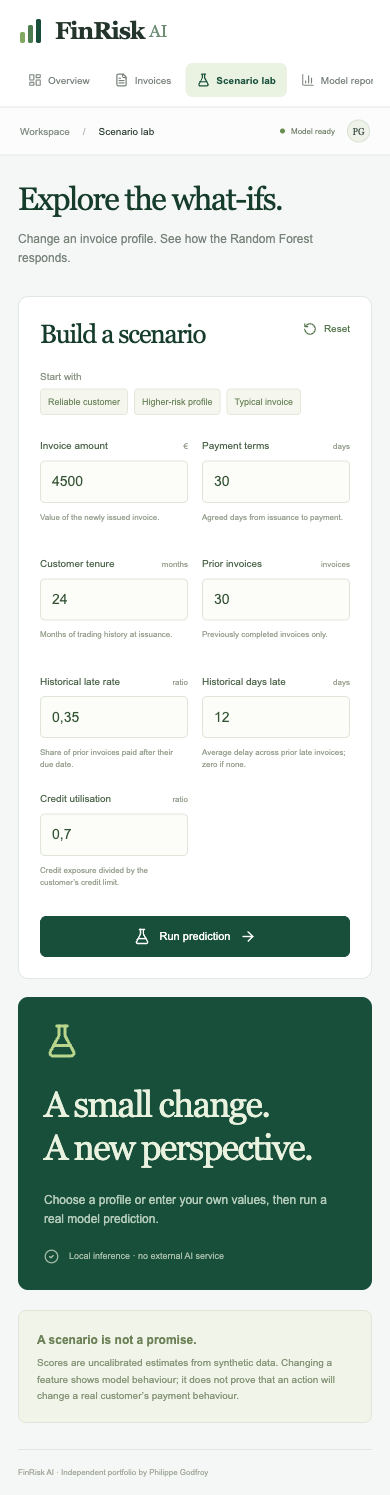 FinRisk AI
Overview
Invoices
Scenario lab
Model repor
Workspace / Scenario lab
Model ready
PG
Explore the what-ifs.
Change an invoice profile. See how the Random Forest
responds.
Build a scenario
Reset
Start with
Reliable customer
Higher-risk profile
Typical invoice
Invoice amount €
4500
Value of the newly issued invoice.
Payment terms days
30
Agreed days from issuance to payment.
Customer tenure months
24
Months of trading history at issuance.
Prior invoices invoices
30
Previously completed invoices only.
Historical late rate ratio
0,35
Share of prior invoices paid after their
due date.
Historical days late days
12
Average delay across prior late invoices;
zero if none.
Credit utilisation ratio
0,7
Credit exposure divided by the
customer's credit limit.
Run prediction
A small change.
A new perspective.
Choose a profile or enter your own values, then run a
real model prediction.
Local inference · no external AI service
A scenario is not a promise.
Scores are uncalibrated estimates from synthetic data. Changing a
feature shows model behaviour; it does not prove that an action will
change a real customer's payment behaviour.
FinRisk AI · Independent portfolio by Philippe Godfroy